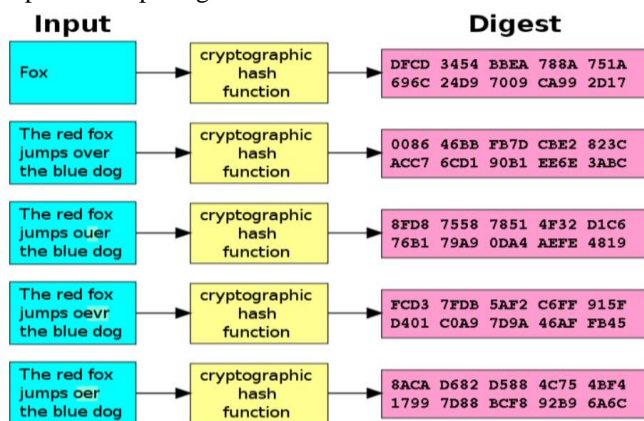 Input
Digest
Fox
cryptographic
hash
function
DFCD 3454 BBEA 788A 751A
696C 24D9 7009 CA99 2D17
The red fox
jumps over
the blue dog
cryptographic
hash
function
0086 46BB FB7D CBE2 823C
ACC7 6CD1 90B1 EE6E 3ABC
The red fox
jumps ouer
the blue dog
cryptographic
hash
function
8FD8 7558 7851 4F32 D1C6
76B1 79A9 0DA4 AEFE 4819
The red fox
jumps oevr
the blue dog
cryptographic
hash
function
FCD3 7FDB 5AF2 C6FF 915F
D401 C0A9 7D9A 46AF FB45
The red fox
jumps oer
the blue dog
cryptographic
hash
function
8ACA D682 D588 4C75 4BF4
1799 7D88 BCF8 92B9 6A6C